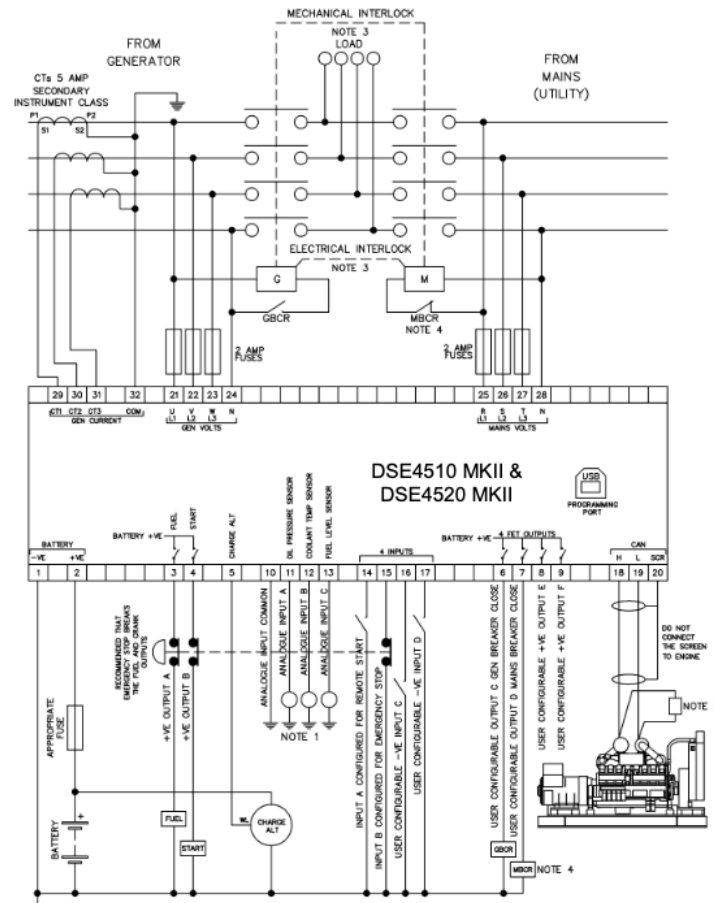 MECHANICAL INTERLOCK
NOTE 3
LOAD
FROM
GENERATOR
FROM
MAINS
(UTILITY)
CTs 5 AMP
SECONDARY
INSTRUMENT CLASS
P1
P2
S1
S2
ELECTRICAL INTERLOCK
NOTE 3
G
M
GBCR
MBCR
NOTE 4
2 AMP
FUSES
2 AMP
FUSES
29 30 31 32 21 22 23 24 25 26 27 28
CT1 CT2 CT3 COM
GEN CURRENT
U V W N
L1 L2 L3
GEN VOLTS
R S T N
L1 L2 L3
MAINS VOLTS
DSE4510 MKII &
DSE4520 MKII
USB
PROGRAMMING
PORT
BATTERY
-VE +VE
BATTERY +VE
FUEL
START
CHARGE ALT
OIL PRESSURE SENSOR
COOLANT TEMP SENSOR
FUEL LEVEL SENSOR
4 INPUTS
BATTERY +VE
4 FET OUTPUTS
CAN
H L SCR
1 2 3 4 5 10 11 12 13 14 15 16 17 6 7 8 9 18 19 20
RECOMMENDED THAT
EMERGENCY STOP BREAKS
THE FUEL AND CRANK
OUTPUTS
+VE OUTPUT A
+VE OUTPUT B
ANALOGUE INPUT COMMON
ANALOGUE INPUT A
ANALOGUE INPUT B
ANALOGUE INPUT C
NOTE 1
INPUT A CONFIGURED FOR REMOTE START
INPUT B CONFIGURED FOR EMERGENCY STOP
USER CONFIGURABLE -VE INPUT C
USER CONFIGURABLE -VE INPUT D
USER CONFIGURABLE OUTPUT C GEN BREAKER CLOSE
USER CONFIGURABLE OUTPUT D MAINS BREAKER CLOSE
USER CONFIGURABLE +VE OUTPUT E
USER CONFIGURABLE +VE OUTPUT F
DO NOT
CONNECT
THE SCREEN
TO ENGINE
NOTE
APPROPRIATE
FUSE
BATTERY
+
-
FUEL
START
WL
CHARGE
ALT
GBCR
MBCR
NOTE 4